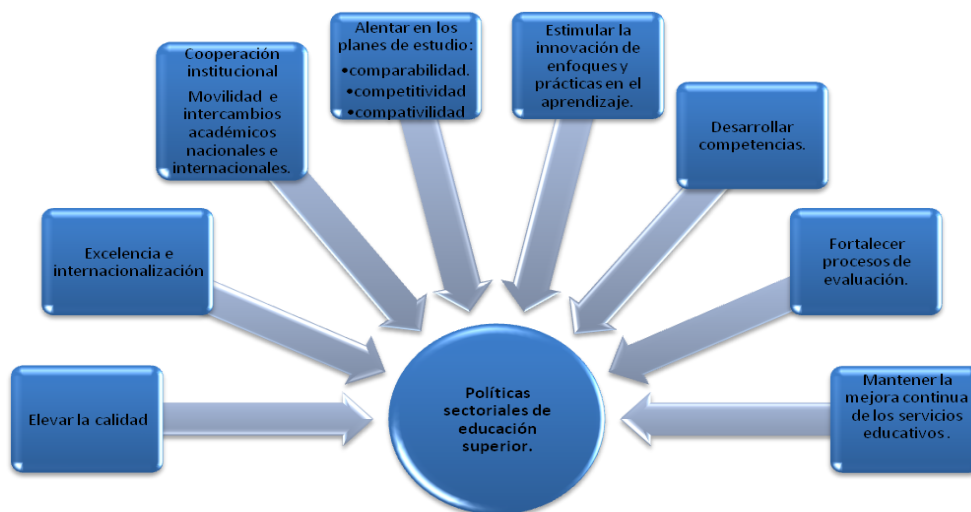 Elevar la calidad
Excelencia e
internacionalización
Cooperación
institucional
Movilidad e
intercambios
académicos
nacionales e
internacionales.
Alentar en los
planes de estudio:
•comparabilidad.
•competitividad
•compativilidad
Estimular la
innovación de
enfoques y
prácticas en el
aprendizaje.
Desarrollar
competencias.
Fortalecer
procesos de
evaluación.
Mantener la
mejora continua
de los servicios
educativos.
Políticas
sectoriales de
educación
superior.